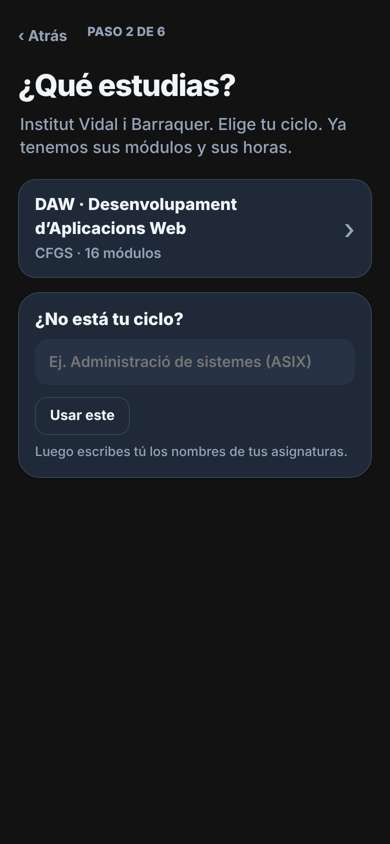 ‹ Atrás
PASO 2 DE 6
¿Qué estudias?
Institut Vidal i Barraquer. Elige tu ciclo. Ya
tenemos sus módulos y sus horas.
DAW · Desenvolupament
d’Aplicacions Web
CFGS · 16 módulos
›
¿No está tu ciclo?
Ej. Administració de sistemes (ASIX)
Usar este
Luego escribes tú los nombres de tus asignaturas.